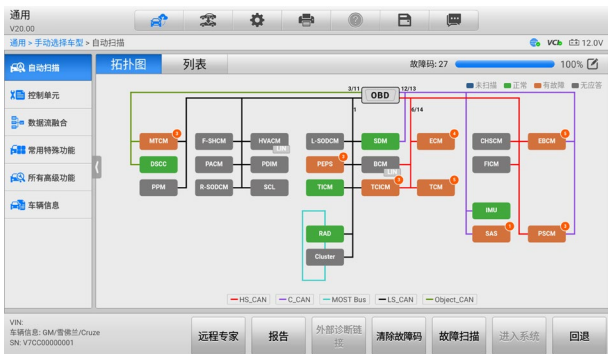 通用
V20.00
通用 > 手动选择车型 > 自动扫描
VCI 12.0V
自动扫描
控制单元
数据流融合
常用特殊功能
所有高级功能
车辆信息
拓扑图 列表
故障码: 27 100%
未扫描 正常 有故障 无应答
3/11 OBD 12/13
1 6/14
MTCM F-SHCM HVACM L-SODCM SDM ECM CHSCM EBCM
LIN
DSCC PACM PDIM PEPS BCM FICM
LIN
PPM R-SODCM SCL TICM TCICM TCM
IMU
RAD SAS PSCM
Cluster
HS_CAN C_CAN MOST Bus LS_CAN Object_CAN
VIN:
车辆信息: GM/雪佛兰/Cruze
SN: V7CC00000001
远程专家 报告 外部诊断链接 清除故障码 故障扫描 进入系统 回退